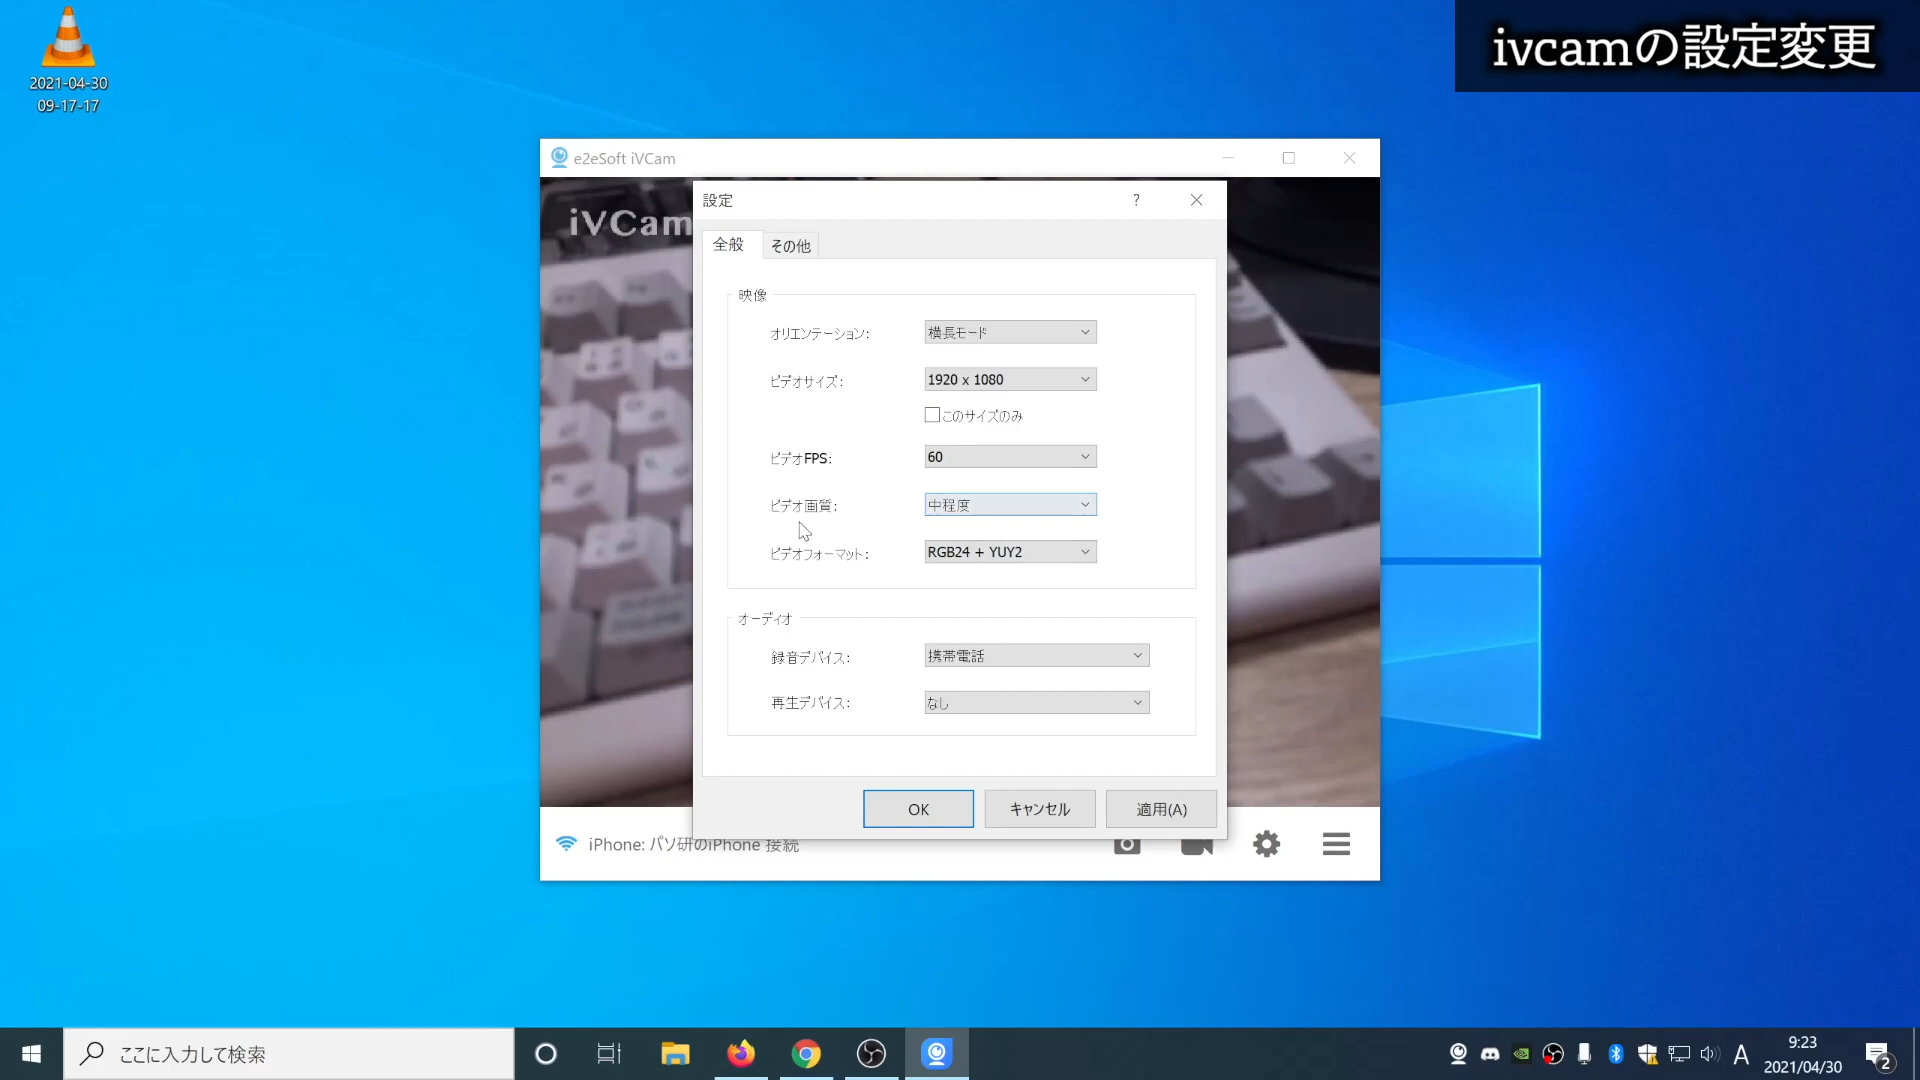 2021-04-30
09-17-17
ivcamの設定変更
e2eSoft iVCam
iVCam
設定
?
全般
その他
映像
オリエンテーション:
横長モード
ビデオサイズ:
1920 x 1080
このサイズのみ
ビデオFPS:
60
ビデオ画質:
中程度
ビデオフォーマット:
RGB24 + YUY2
オーディオ
録音デバイス:
携帯電話
再生デバイス:
なし
OK
キャンセル
適用(A)
iPhone: パソ研のiPhone 接続
ここに入力して検索
A
9:23
2021/04/30
2